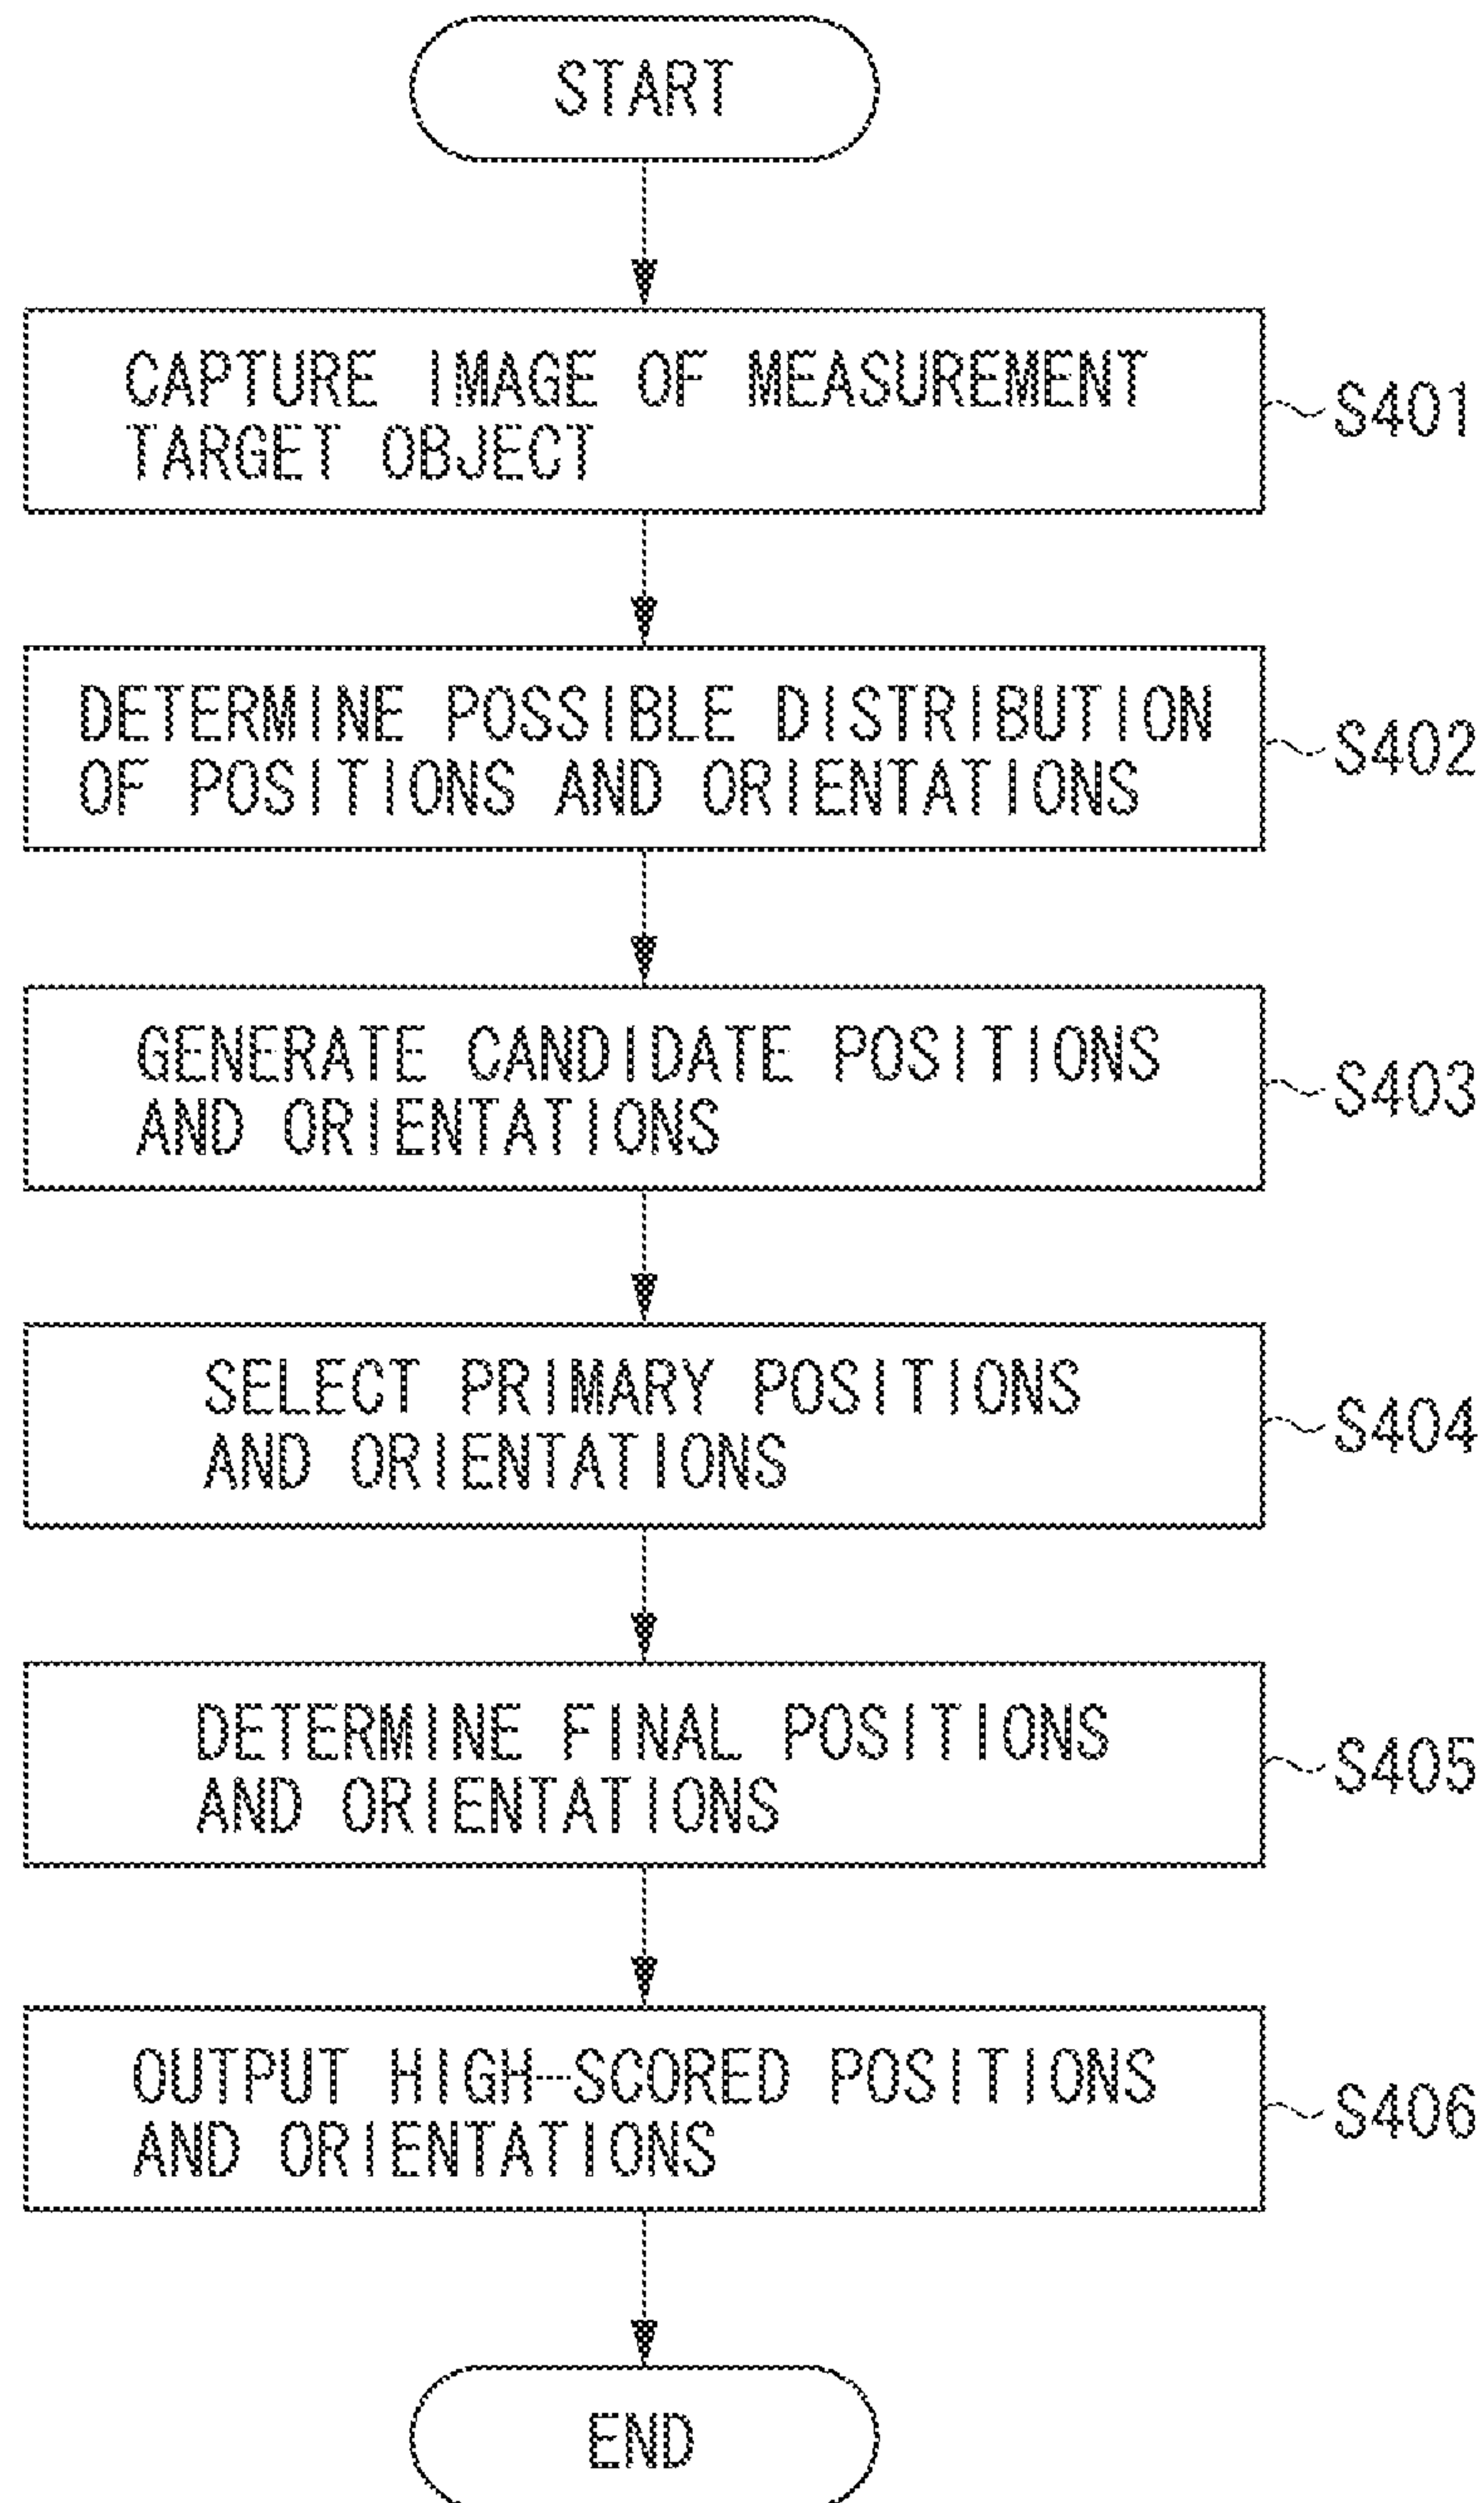 START
CAPTURE IMAGE OF MEASUREMENT
TARGET OBJECT
S401
DETERMINE POSSIBLE DISTRIBUTION
OF POSITIONS AND ORIENTATIONS
S402
GENERATE CANDIDATE POSITIONS
AND ORIENTATIONS
S403
SELECT PRIMARY POSITIONS
AND ORIENTATIONS
S404
DETERMINE FINAL POSITIONS
AND ORIENTATIONS
S405
OUTPUT HIGH-SCORED POSITIONS
AND ORIENTATIONS
S406
END